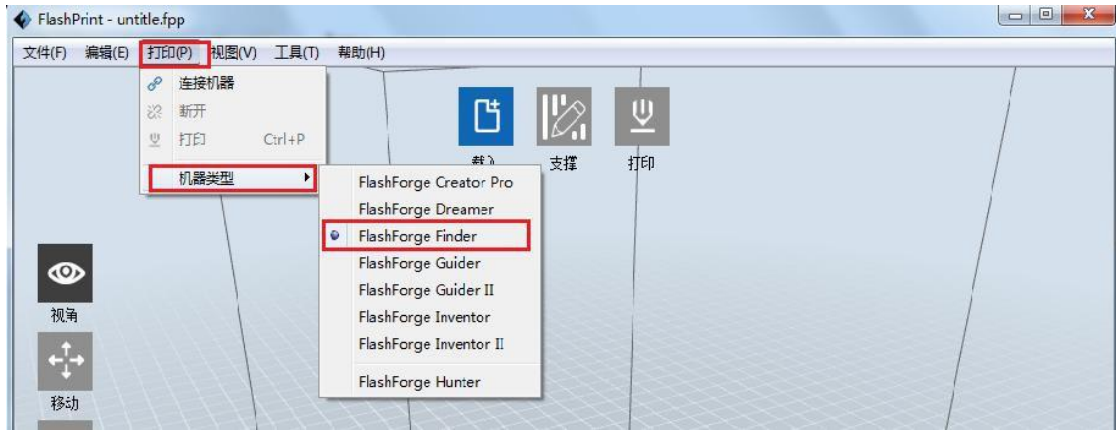 FlashPrint - untitle.fpp
文件(F) 编辑(E) 打印(P) 视图(V) 工具(T) 帮助(H)
连接机器
断开
打印 Ctrl+P
机器类型
载入 支撑 打印
FlashForge Creator Pro
FlashForge Dreamer
FlashForge Finder
FlashForge Guider
FlashForge Guider II
FlashForge Inventor
FlashForge Inventor II
FlashForge Hunter
视角
移动